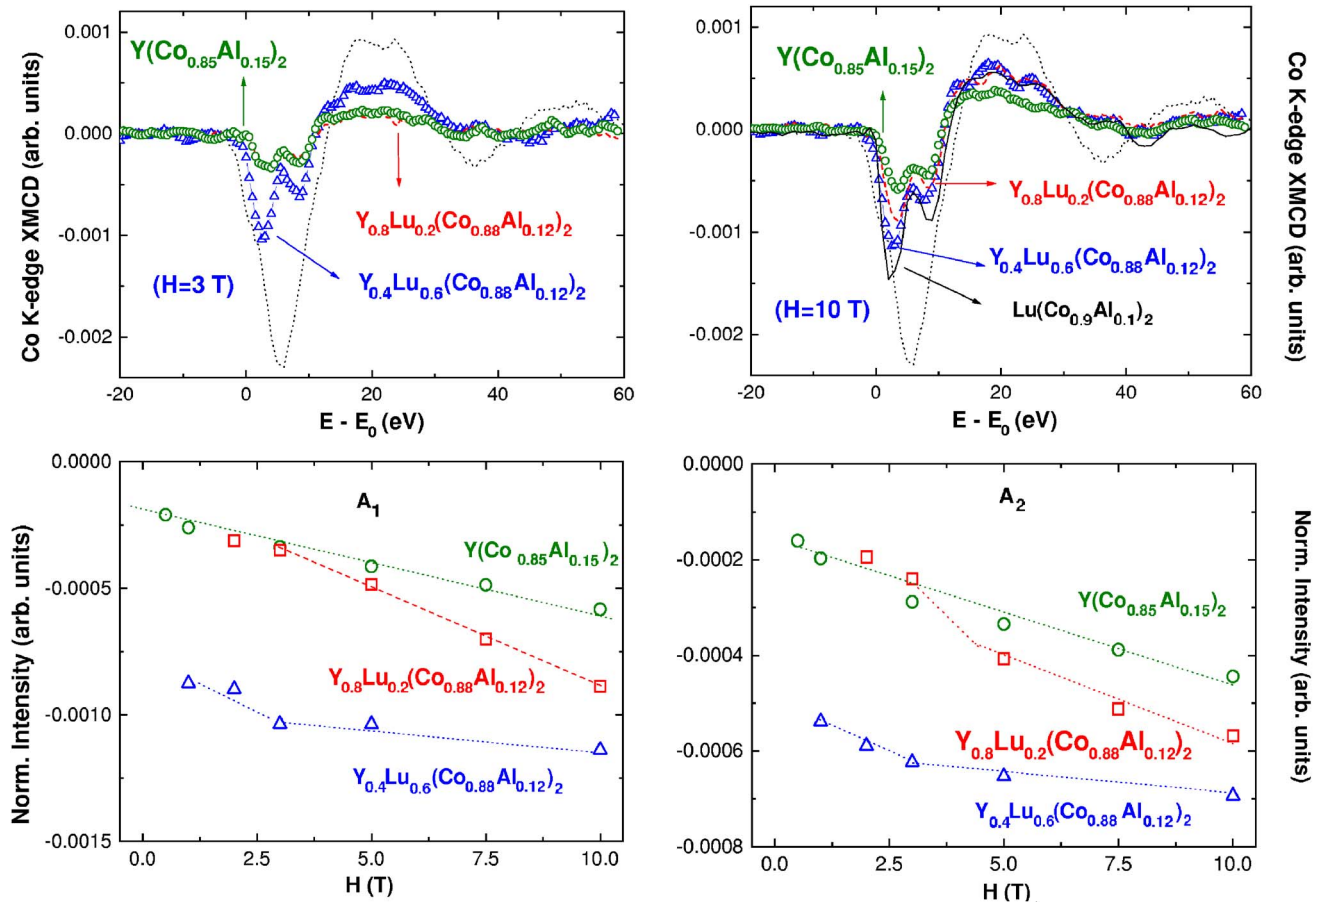 Co K-edge XMCD (arb. units)
0.001
0.000
-0.001
-0.002
Y(Co0.85Al0.15)2
Y0.8Lu0.2(Co0.88Al0.12)2
(H=3 T)
Y0.4Lu0.6(Co0.88Al0.12)2
-20 0 20 40 60
E - E0 (eV)
0.001
0.000
-0.001
-0.002
Y(Co0.85Al0.15)2
Y0.8Lu0.2(Co0.88Al0.12)2
Y0.4Lu0.6(Co0.88Al0.12)2
(H=10 T)
Lu(Co0.9Al0.1)2
-20 0 20 40 60
E - E0 (eV)
Co K-edge XMCD (arb. units)
Norm. Intensity (arb. units)
0.0000
-0.0005
-0.0010
-0.0015
A1
Y(Co0.85Al0.15)2
Y0.8Lu0.2(Co0.88Al0.12)2
Y0.4Lu0.6(Co0.88Al0.12)2
0.0 2.5 5.0 7.5 10.0
H (T)
0.0000
-0.0002
-0.0004
-0.0006
-0.0008
A2
Y(Co0.85Al0.15)2
Y0.8Lu0.2(Co0.88Al0.12)2
Y0.4Lu0.6(Co0.88Al0.12)2
0.0 2.5 5.0 7.5 10.0
H (T)
Norm. Intensity (arb. units)